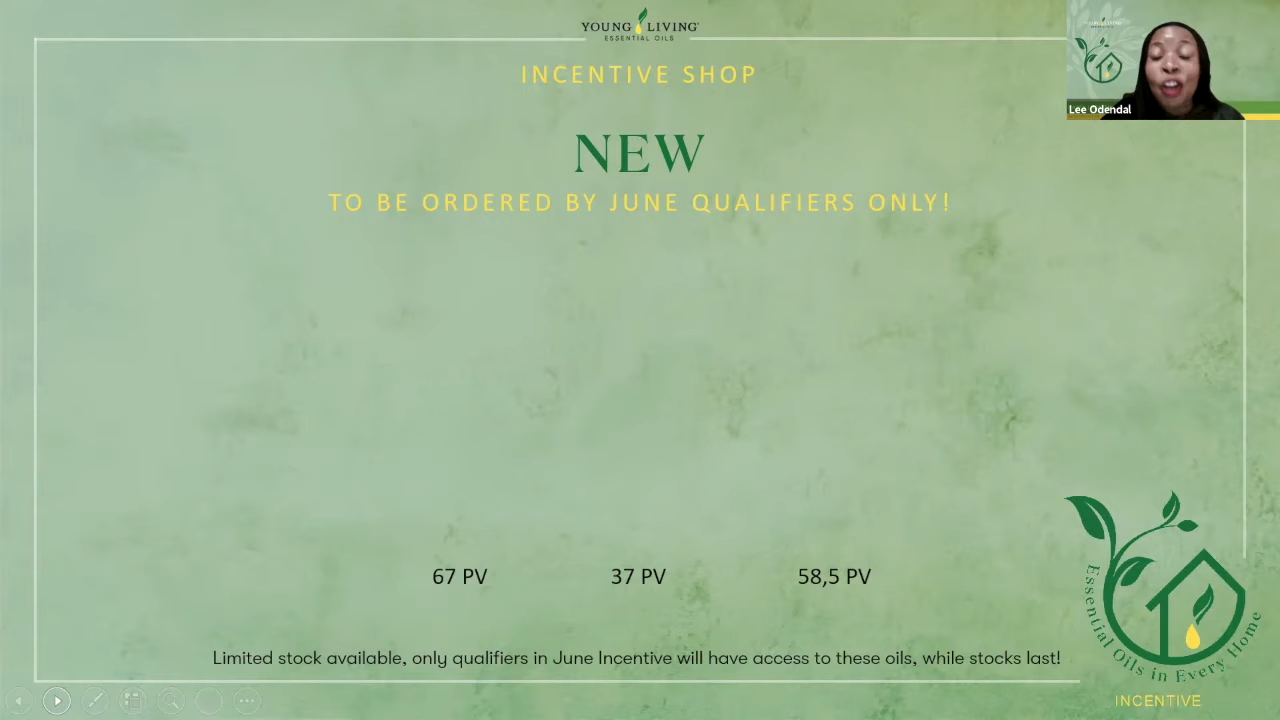 YOUNG LIVING
ESSENTIAL OILS
INCENTIVE SHOP
Lee Odendal
NEW
TO BE ORDERED BY JUNE QUALIFIERS ONLY!
67 PV
37 PV
58,5 PV
Essential Oils in Every Home
Limited stock available, only qualifiers in June Incentive will have access to these oils, while stocks last!
INCENTIVE